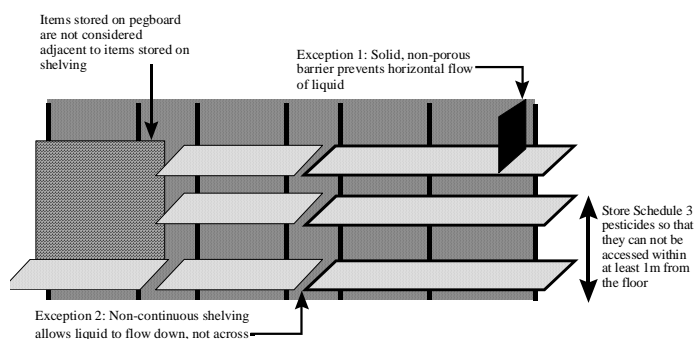 Items stored on pegboard
are not considered
adjacent to items stored on
shelving
Exception 1: Solid, non-porous
barrier prevents horizontal flow
of liquid
Store Schedule 3
pesticides so that
they can not be
accessed within
at least 1m from
the floor
Exception 2: Non-continuous shelving
allows liquid to flow down, not across